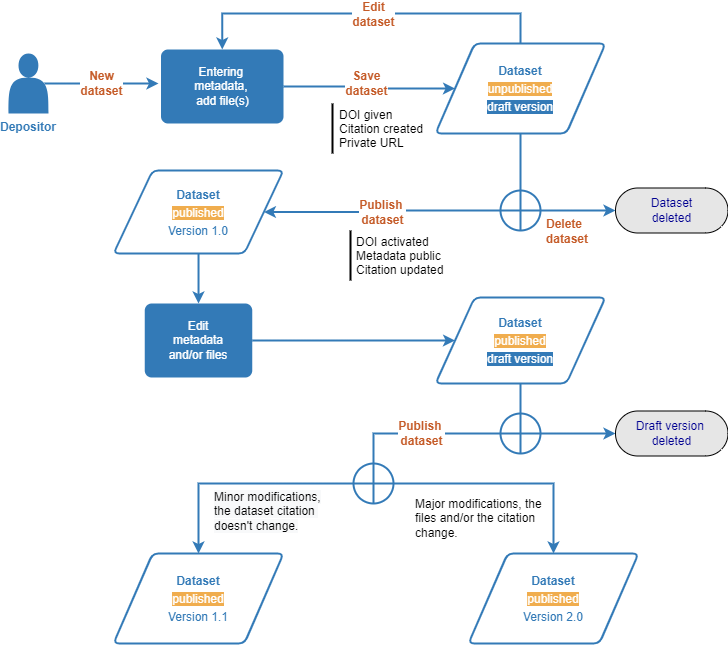 Edit
dataset
New
dataset
Depositor
Entering
metadata,
add file(s)
Save
dataset
DOI given
Citation created
Private URL
Dataset
unpublished
draft version
Dataset
published
Version 1.0
Publish
dataset
DOI activated
Metadata public
Citation updated
Delete
dataset
Dataset
deleted
Edit
metadata
and/or files
Dataset
published
draft version
Publish
dataset
Draft version
deleted
Minor modifications,
the dataset citation
doesn't change.
Major modifications, the
files and/or the citation
change.
Dataset
published
Version 1.1
Dataset
published
Version 2.0